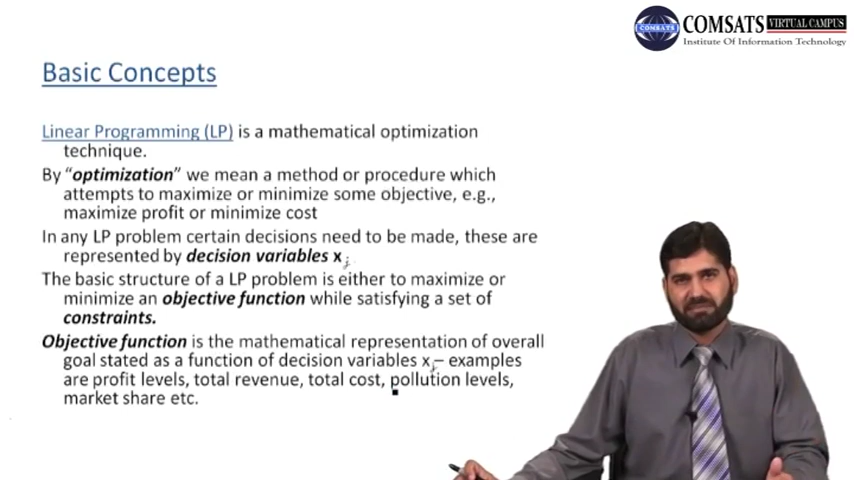 COMSATS VIRTUAL CAMPUS
COMSATS
Institute Of Information Technology
Basic Concepts
Linear Programming (LP) is a mathematical optimization
technique.
By “optimization” we mean a method or procedure which
attempts to maximize or minimize some objective, e.g.,
maximize profit or minimize cost
In any LP problem certain decisions need to be made, these are
represented by decision variables xj
The basic structure of a LP problem is either to maximize or
minimize an objective function while satisfying a set of
constraints.
Objective function is the mathematical representation of overall
goal stated as a function of decision variables xj – examples
are profit levels, total revenue, total cost, pollution levels,
market share etc.